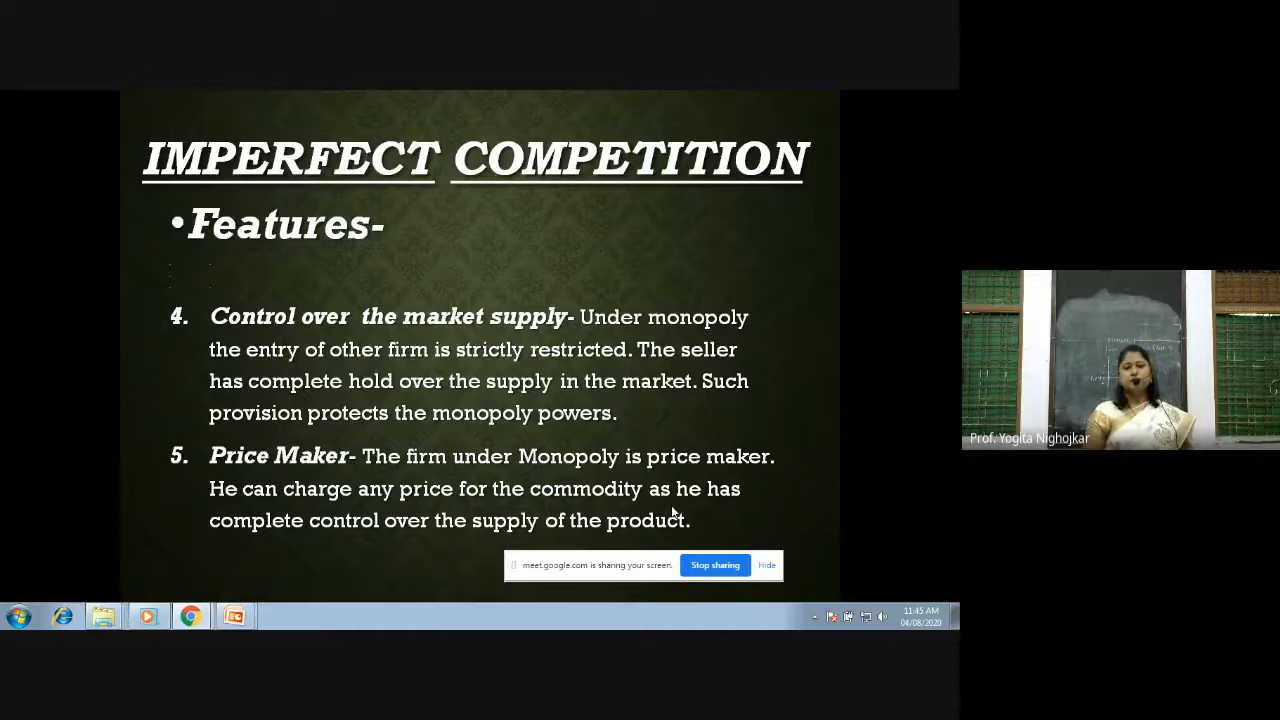 IMPERFECT COMPETITION
•Features-
4. Control over the market supply- Under monopoly
the entry of other firm is strictly restricted. The seller
has complete hold over the supply in the market. Such
provision protects the monopoly powers.
5. Price Maker- The firm under Monopoly is price maker.
He can charge any price for the commodity as he has
complete control over the supply of the product.
meet.google.com is sharing your screen. Stop sharing Hide
11:45 AM
04/08/2020
Prof. Yogita Nighojkar